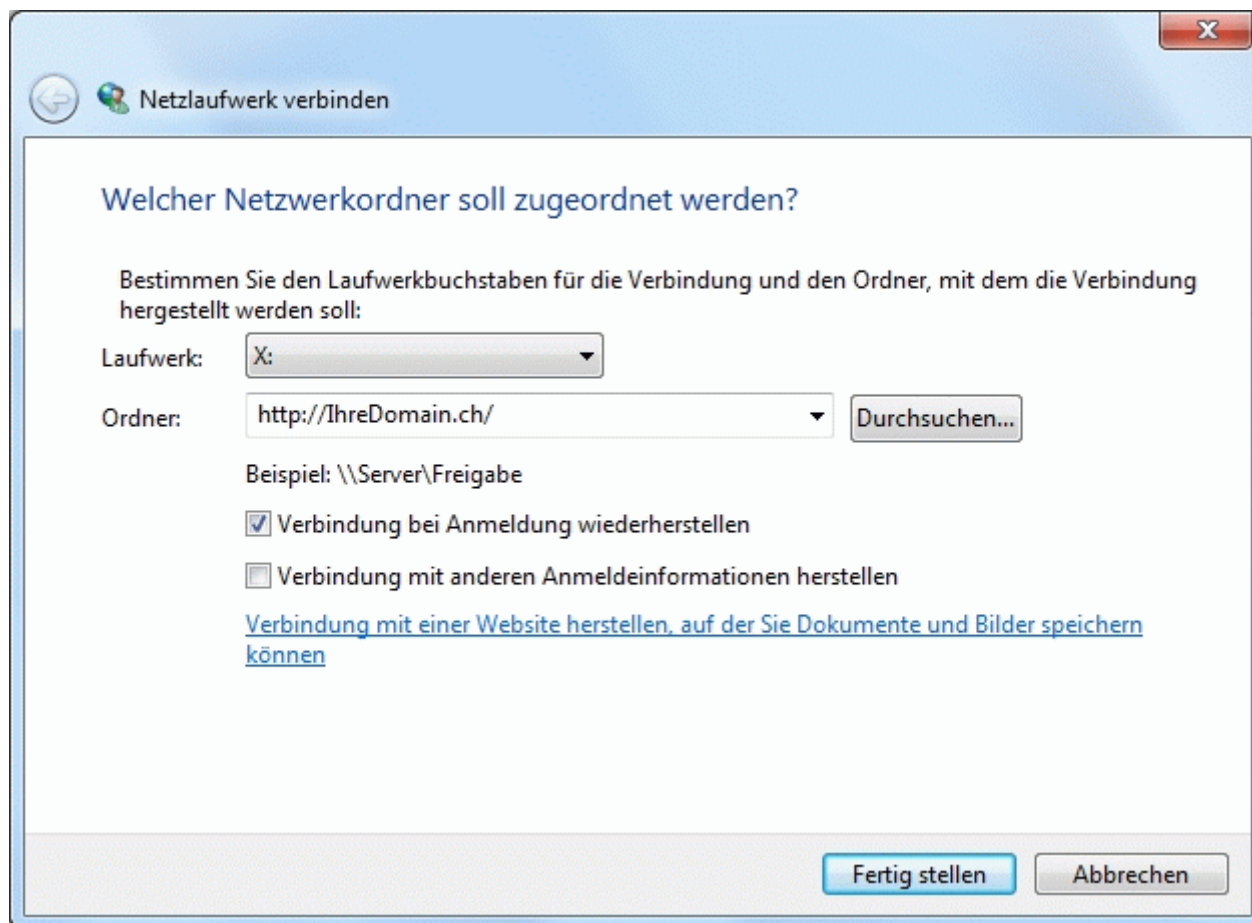 Netzlaufwerk verbinden
Welcher Netzwerkordner soll zugeordnet werden?
Bestimmen Sie den Laufwerkbuchstaben für die Verbindung und den Ordner, mit dem die Verbindung
hergestellt werden soll:
Laufwerk: X:
Ordner: http://IhreDomain.ch/ Durchsuchen...
Beispiel: \\Server\Freigabe
Verbindung bei Anmeldung wiederherstellen
Verbindung mit anderen Anmeldeinformationen herstellen
Verbindung mit einer Website herstellen, auf der Sie Dokumente und Bilder speichern
können
Fertig stellen Abbrechen